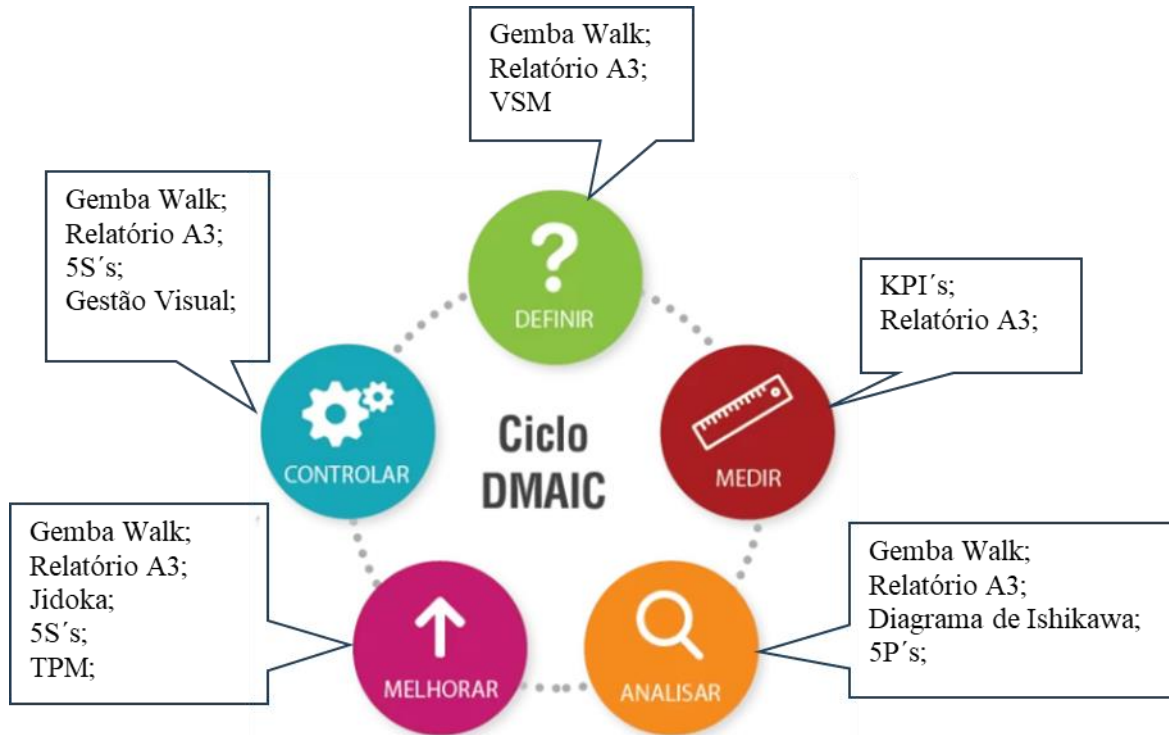 Gemba Walk;
Relatório A3;
VSM
DEFINIR
KPI´s;
Relatório A3;
MEDIR
Gemba Walk;
Relatório A3;
Diagrama de Ishikawa;
5P´s;
ANALISAR
Gemba Walk;
Relatório A3;
Jidoka;
5S´s;
TPM;
MELHORAR
Gemba Walk;
Relatório A3;
5S´s;
Gestão Visual;
CONTROLAR
Ciclo
DMAIC